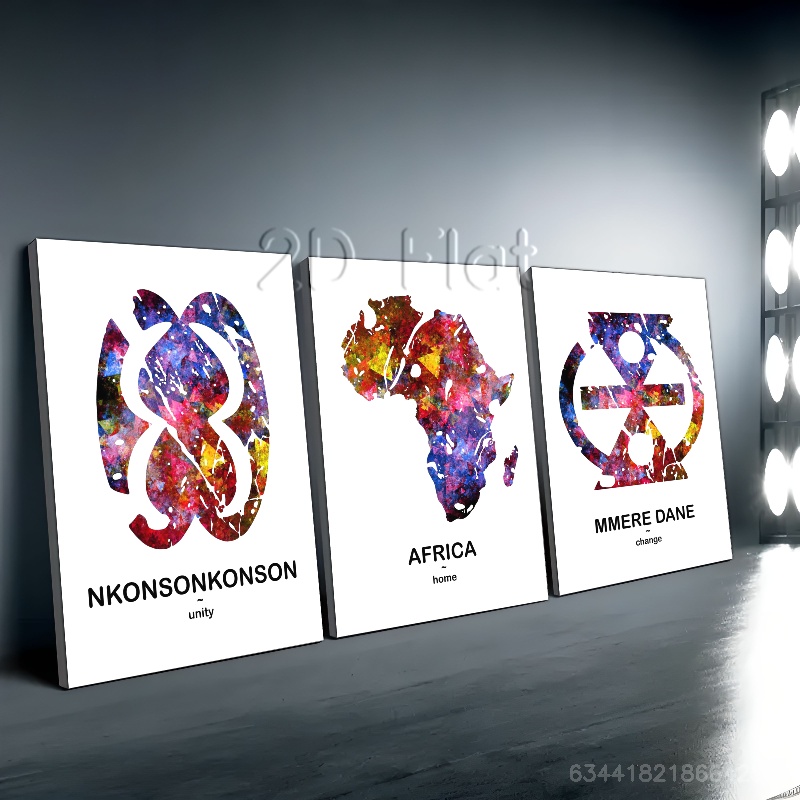 2D Flat
NKONSONKONSON
~
unity
AFRICA
~
home
MMERE DANE
~
change